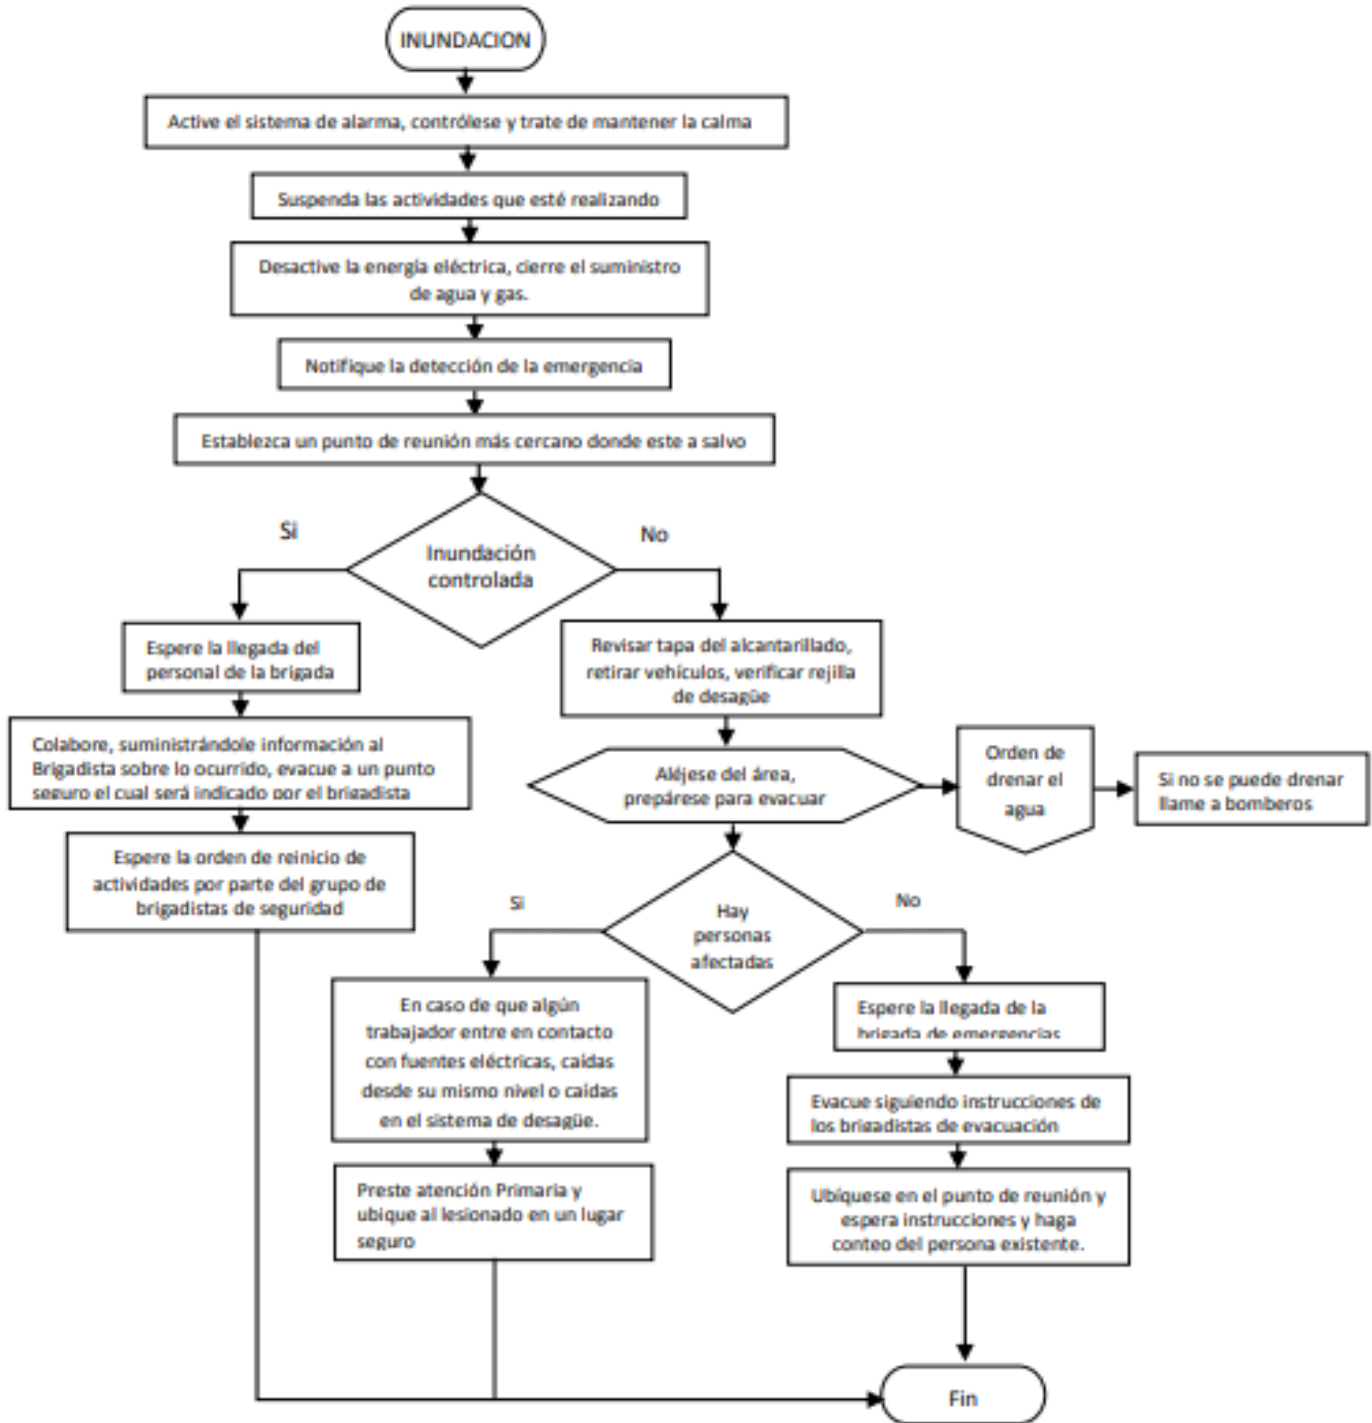 INUNDACION
Active el sistema de alarma, contrólese y trate de mantener la calma
Suspenda las actividades que esté realizando
Desactive la energía eléctrica, cierre el suministro
de agua y gas.
Notifique la detección de la emergencia
Establezca un punto de reunión más cercano donde este a salvo
Si
No
Inundación
controlada
Espere la llegada del
personal de la brigada
Revisar tapa del alcantarillado,
retirar vehículos, verificar rejilla
de desagüe
Colabore, suministrándole información al
Brigadista sobre lo ocurrido, evacue a un punto
seguro el cual será indicado por el brigadista
Aléjese del área,
prepárese para evacuar
Orden de
drenar el
agua
Si no se puede drenar
llame a bomberos
Espere la orden de reinicio de
actividades por parte del grupo de
brigadistas de seguridad
Si
No
Hay
personas
afectadas
En caso de que algún
trabajador entre en contacto
con fuentes eléctricas, caídas
desde su mismo nivel o caídas
en el sistema de desagüe.
Espere la llegada de la
brigada de emergencias
Evacue siguiendo instrucciones de
los brigadistas de evacuación
Preste atención Primaria y
ubique al lesionado en un lugar
seguro
Ubíquese en el punto de reunión y
espera instrucciones y haga
conteo del persona existente.
Fin